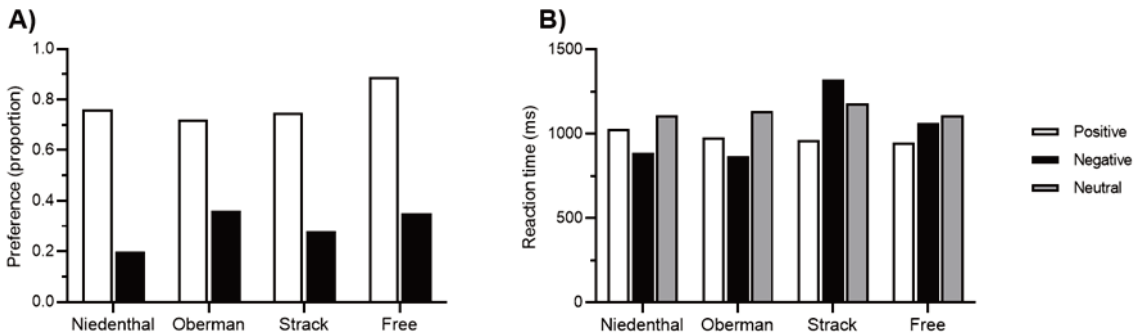 A)
Preference (proportion)
1.0
0.8
0.6
0.4
0.2
0.0
Niedenthal Oberman Strack Free
B)
Reaction time (ms)
1500
1000
500
0
Niedenthal Oberman Strack Free
Positive
Negative
Neutral